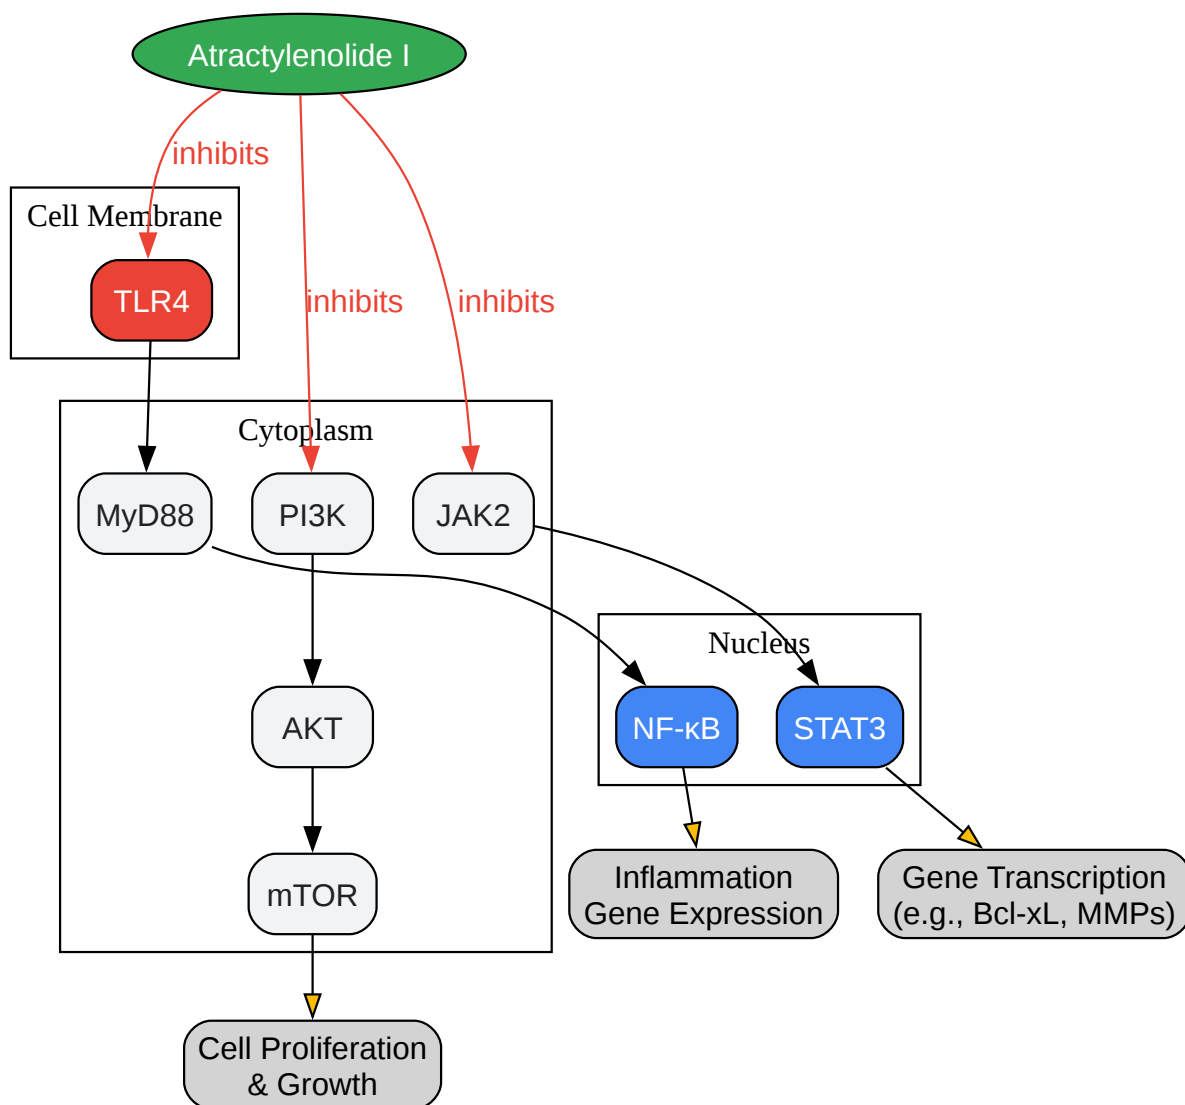 Atractylenolide I
inhibits
Cell Membrane
TLR4
inhibits
inhibits
Cytoplasm
MyD88
PI3K
JAK2
Nucleus
AKT
NF-κB
STAT3
mTOR
Inflammation
Gene Expression
Gene Transcription
(e.g., Bcl-xL, MMPs)
Cell Proliferation
& Growth